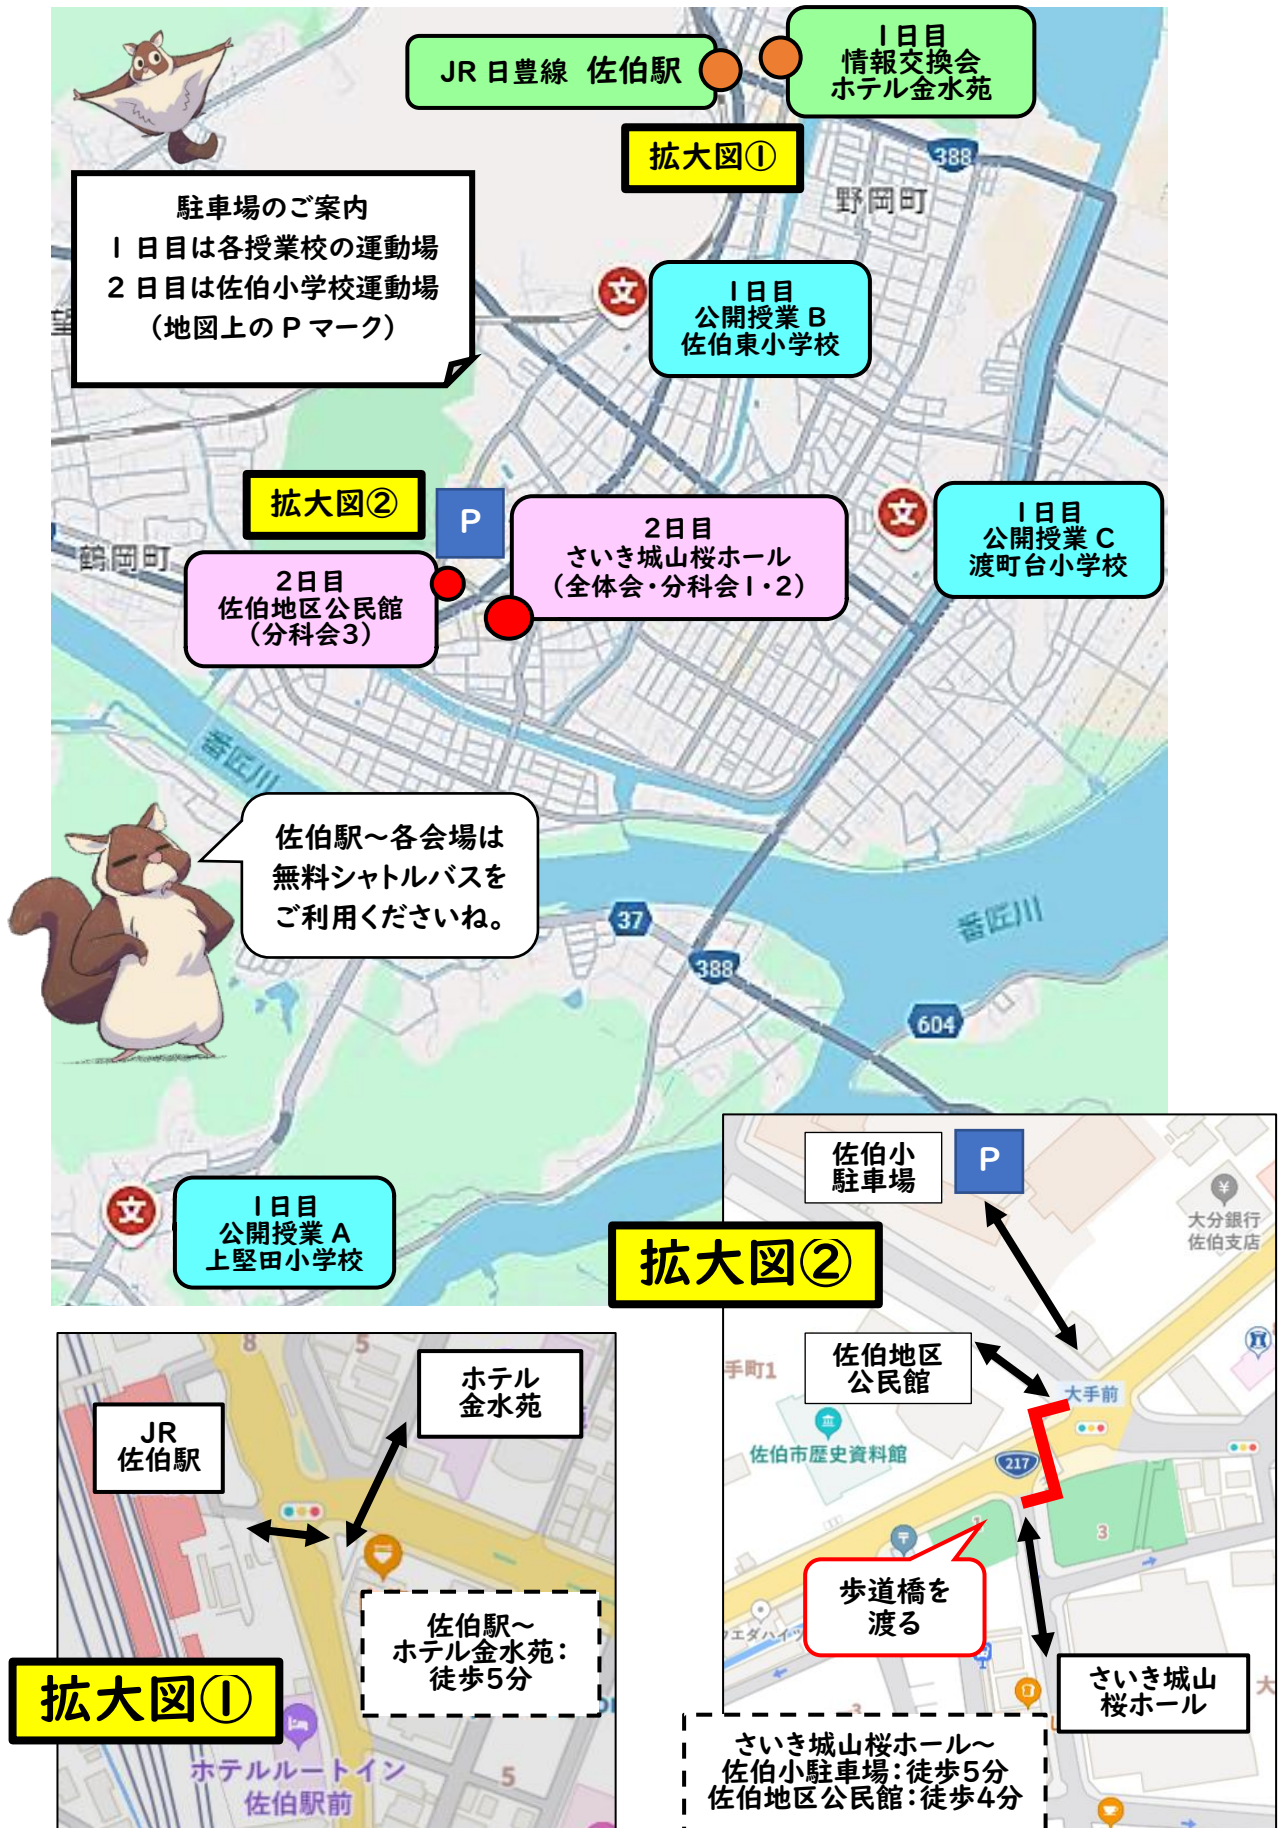 JR 日豊線 佐伯駅
1日目
情報交換会
ホテル金水苑
拡大図①
388
野岡町
駐車場のご案内
1 日目は各授業校の運動場
2 日目は佐伯小学校運動場
（地図上の P マーク）
文
1日目
公開授業 B
佐伯東小学校
拡大図②
P
2日目
さいき城山桜ホール
（全体会・分科会1・2）
文
1日目
公開授業 C
渡町台小学校
鶴岡町
2日目
佐伯地区公民館
（分科会3）
番匠川
佐伯駅～各会場は
無料シャトルバスを
ご利用くださいね。
37
388
番匠川
604
文
1日目
公開授業 A
上堅田小学校
拡大図②
佐伯小
駐車場
P
大分銀行
佐伯支店
佐伯地区
公民館
手町1
大手前
佐伯市歴史資料館
217
1
3
歩道橋を
渡る
ウエダハイツ
さいき城山
桜ホール
大
3
さいき城山桜ホール～
佐伯小駐車場：徒歩5分
佐伯地区公民館：徒歩4分
8
5
ホテル
金水苑
JR
佐伯駅
佐伯駅～
ホテル金水苑：
徒歩5分
拡大図①
ホテルルートイン
佐伯駅前
5